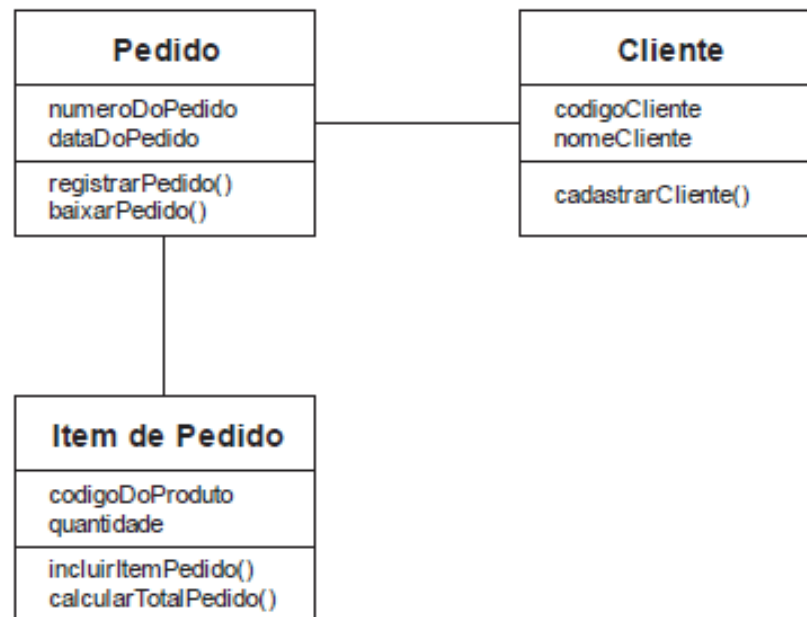 Pedido
numeroDoPedido
dataDoPedido
registrarPedido()
baixarPedido()
Cliente
codigoCliente
nomeCliente
cadastrarCliente()
Item de Pedido
codigoDoProduto
quantidade
incluirItemPedido()
calcularTotalPedido()